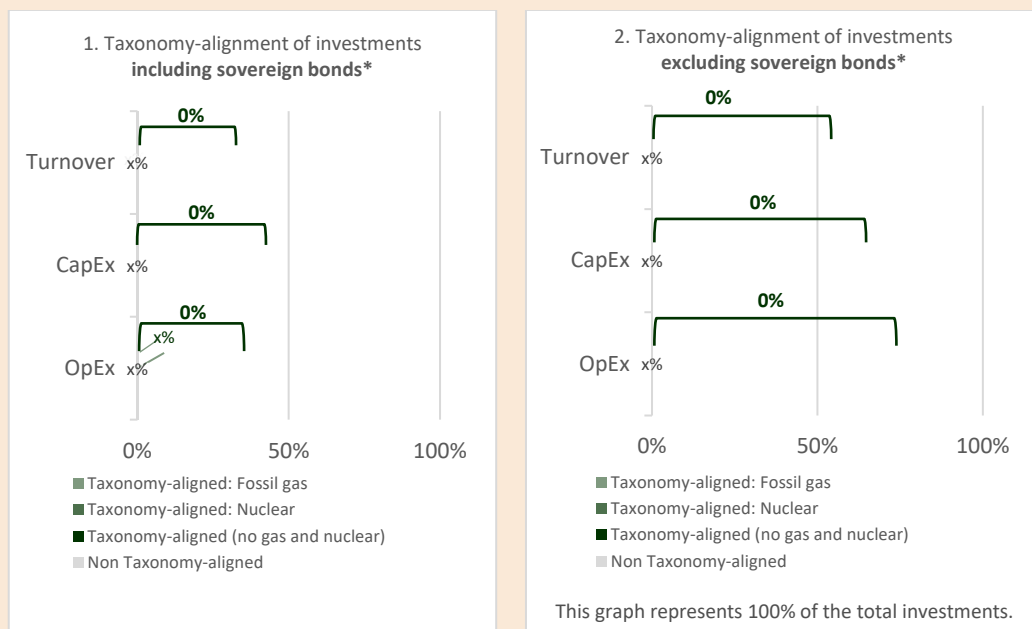 1. Taxonomy-alignment of investments
including sovereign bonds*
0%
Turnover x%
0%
CapEx x%
0%
x%
OpEx x%
0% 50% 100%
Taxonomy-aligned: Fossil gas
Taxonomy-aligned: Nuclear
Taxonomy-aligned (no gas and nuclear)
Non Taxonomy-aligned
2. Taxonomy-alignment of investments
excluding sovereign bonds*
0%
Turnover x%
0%
CapEx x%
0%
OpEx x%
0% 50% 100%
Taxonomy-aligned: Fossil gas
Taxonomy-aligned: Nuclear
Taxonomy-aligned (no gas and nuclear)
Non Taxonomy-aligned
This graph represents 100% of the total investments.